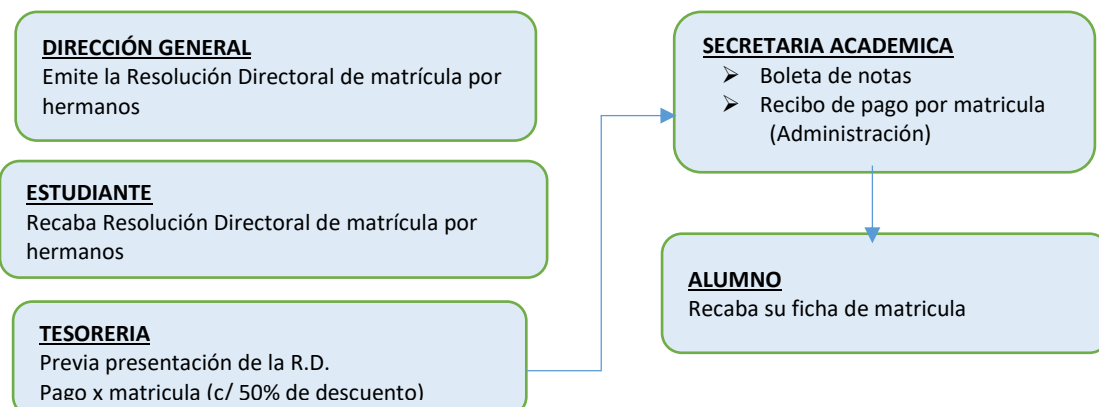 DIRECCIÓN GENERAL
Emite la Resolución Directoral de matrícula por
hermanos
ESTUDIANTE
Recaba Resolución Directoral de matrícula por
hermanos
TESORERIA
Previa presentación de la R.D.
Pago x matricula (c/ 50% de descuento)
SECRETARIA ACADEMICA
➢ Boleta de notas
➢ Recibo de pago por matricula
(Administración)
ALUMNO
Recaba su ficha de matricula